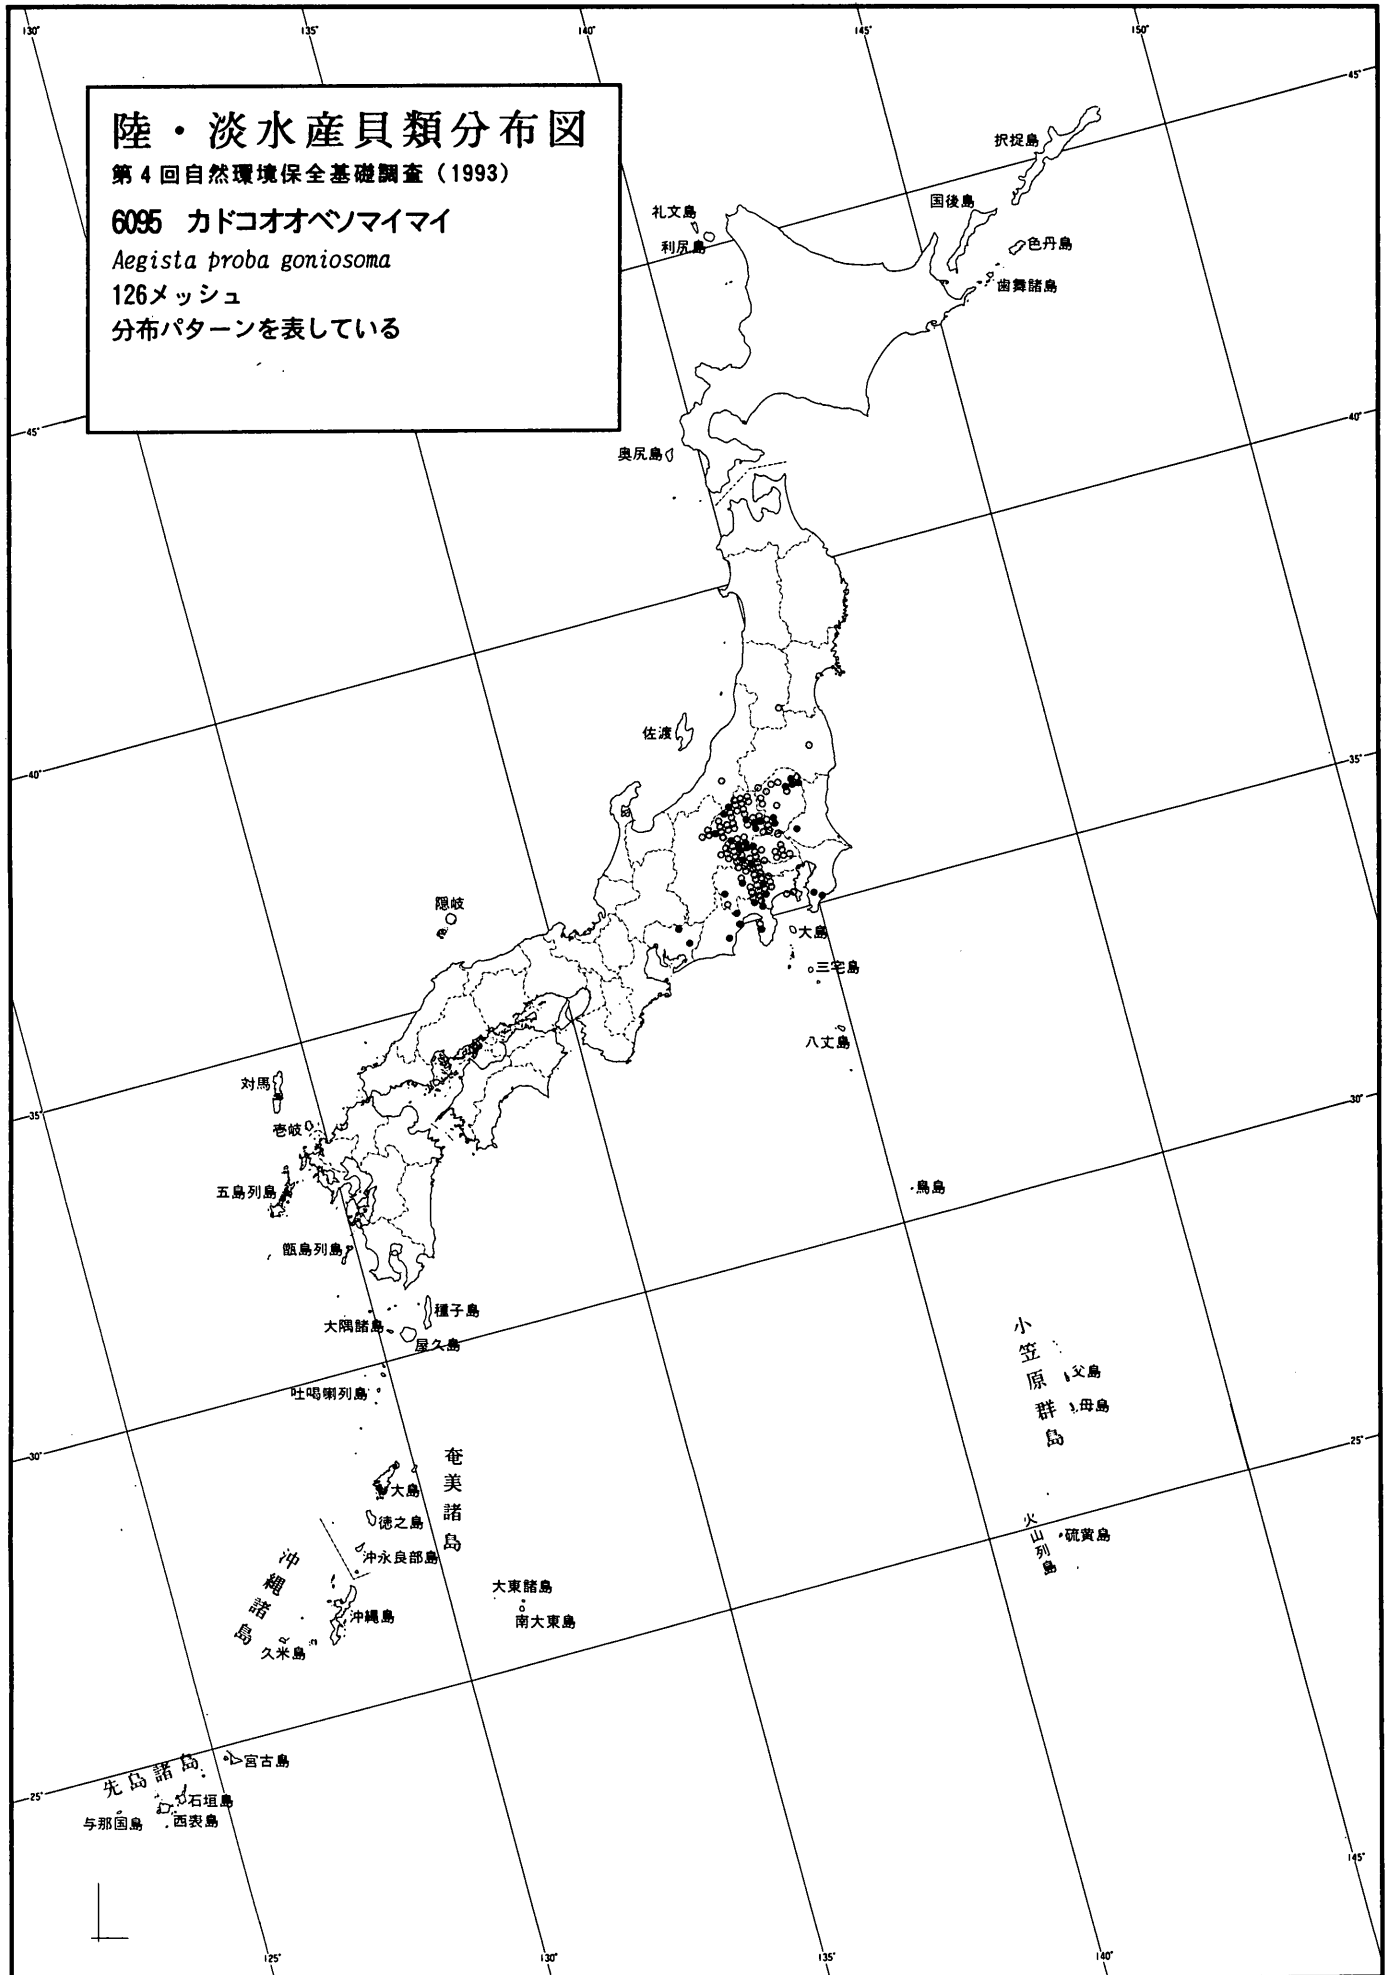 130°
135°
140°
145°
150°
陸・淡水産貝類分布図
第4回自然環境保全基礎調査（1993）
6095 カドコオオベソマイマイ
Aegista proba goniosoma
126メッシュ
分布パターンを表している
45°
択捉島
国後島
礼文島
利尻島
色丹島
歯舞諸島
45°
40°
奥尻島
佐渡
40°
35°
隠岐
大島
三宅島
八丈島
対馬
35°
壱岐
30°
五島列島
鳥島
甑島列島
種子島
大隅諸島
屋久島
小笠原群島
父島
吐噶喇列島
母島
25°
30°
奄美諸島
大島
徳之島
火山列島
硫黄島
沖永良部島
沖縄諸島
大東諸島
沖縄島
南大東島
久米島
宮古島
先島諸島
25°
石垣島
与那国島
西表島
145°
125°
130°
135°
140°